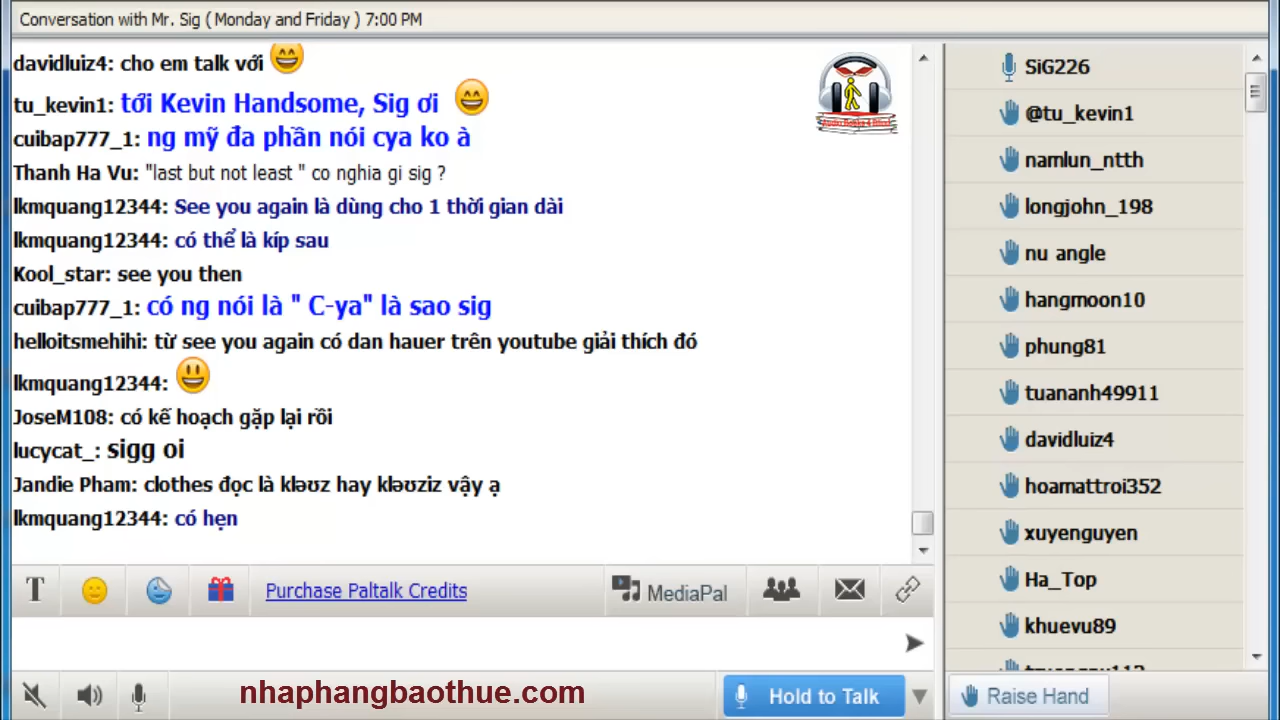 Conversation with Mr. Sig ( Monday and Friday ) 7:00 PM
davidluiz4: cho em talk với
tu_kevin1: tới Kevin Handsome, Sig ơi
cuibap777_1: ng mỹ đa phần nói cya ko à
Thanh Ha Vu: "last but not least " co nghia gi sig ?
lkmquang12344: See you again là dùng cho 1 thời gian dài
lkmquang12344: có thể là kíp sau
Kool_star: see you then
cuibap777_1: có ng nói là " C-ya" là sao sig
helloitsmehihi: từ see you again có dan hauer trên youtube giải thích đó
lkmquang12344:
JoseM108: có kế hoạch gặp lại rồi
lucycat_: sigg oi
Jandie Pham: clothes đọc là kləʊz hay kləʊziz vậy ạ
lkmquang12344: có hẹn
T
Purchase Paltalk Credits
MediaPal
nhaphangbaothue.com
Hold to Talk
SiG226
@tu_kevin1
namlun_ntth
longjohn_198
nu angle
hangmoon10
phung81
tuananh49911
davidluiz4
hoamattroi352
xuyenguyen
Ha_Top
khuevu89
Raise Hand